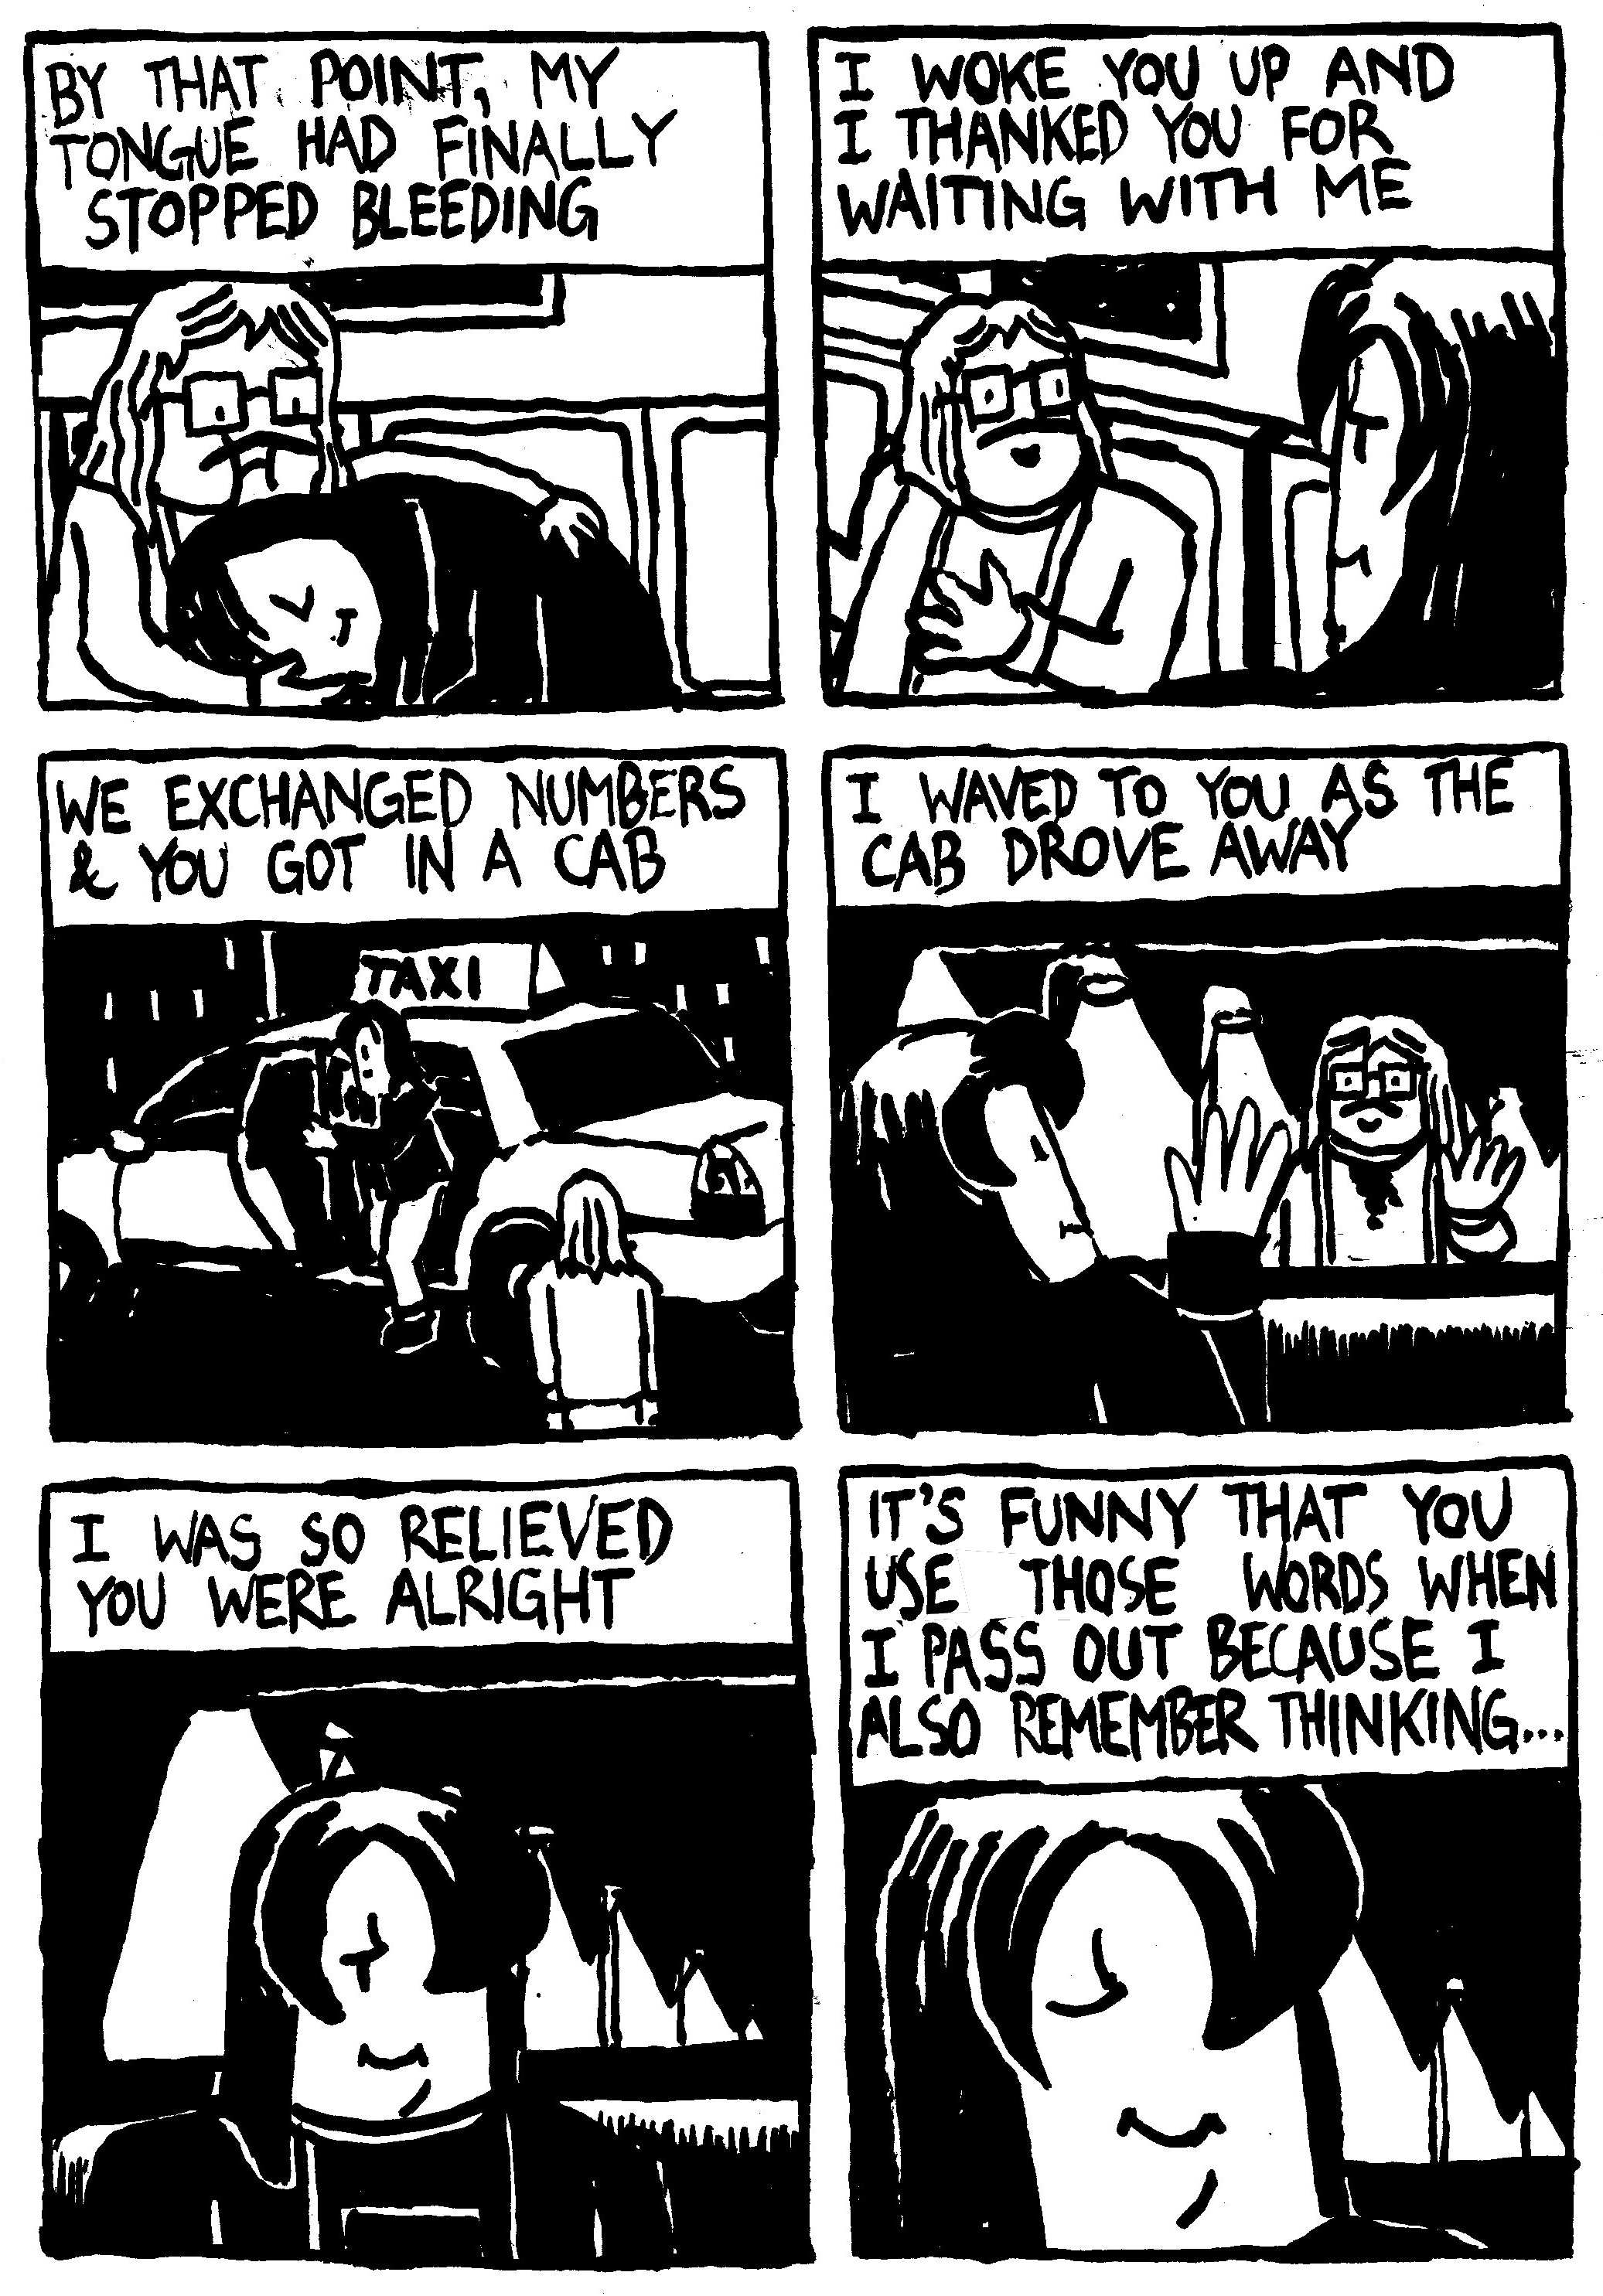 BY THAT POINT, MY
TONGUE HAD FINALLY
STOPPED BLEEDING
I WOKE YOU UP AND
I THANKED YOU FOR
WAITING WITH ME
WE EXCHANGED NUMBERS
& YOU GOT IN A CAB
TAXI
I WAVED TO YOU AS THE
CAB DROVE AWAY
I WAS SO RELIEVED
YOU WERE ALRIGHT
IT'S FUNNY THAT YOU
USE THOSE WORDS WHEN
I PASS OUT BECAUSE I
ALSO REMEMBER THINKING...